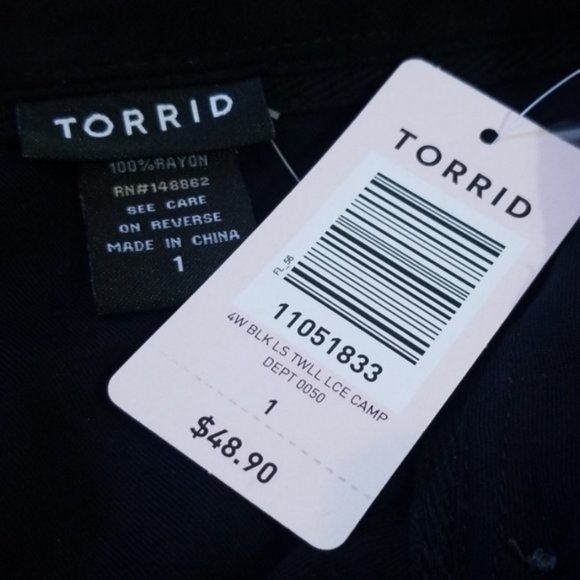 TORRID
100%RAYON
RN#148862
SEE CARE
ON REVERSE
MADE IN CHINA
1
TORRID
FL_56
11051833
4W BLK LS TWLL LCE CAMP
DEPT 0050
1
$48.90